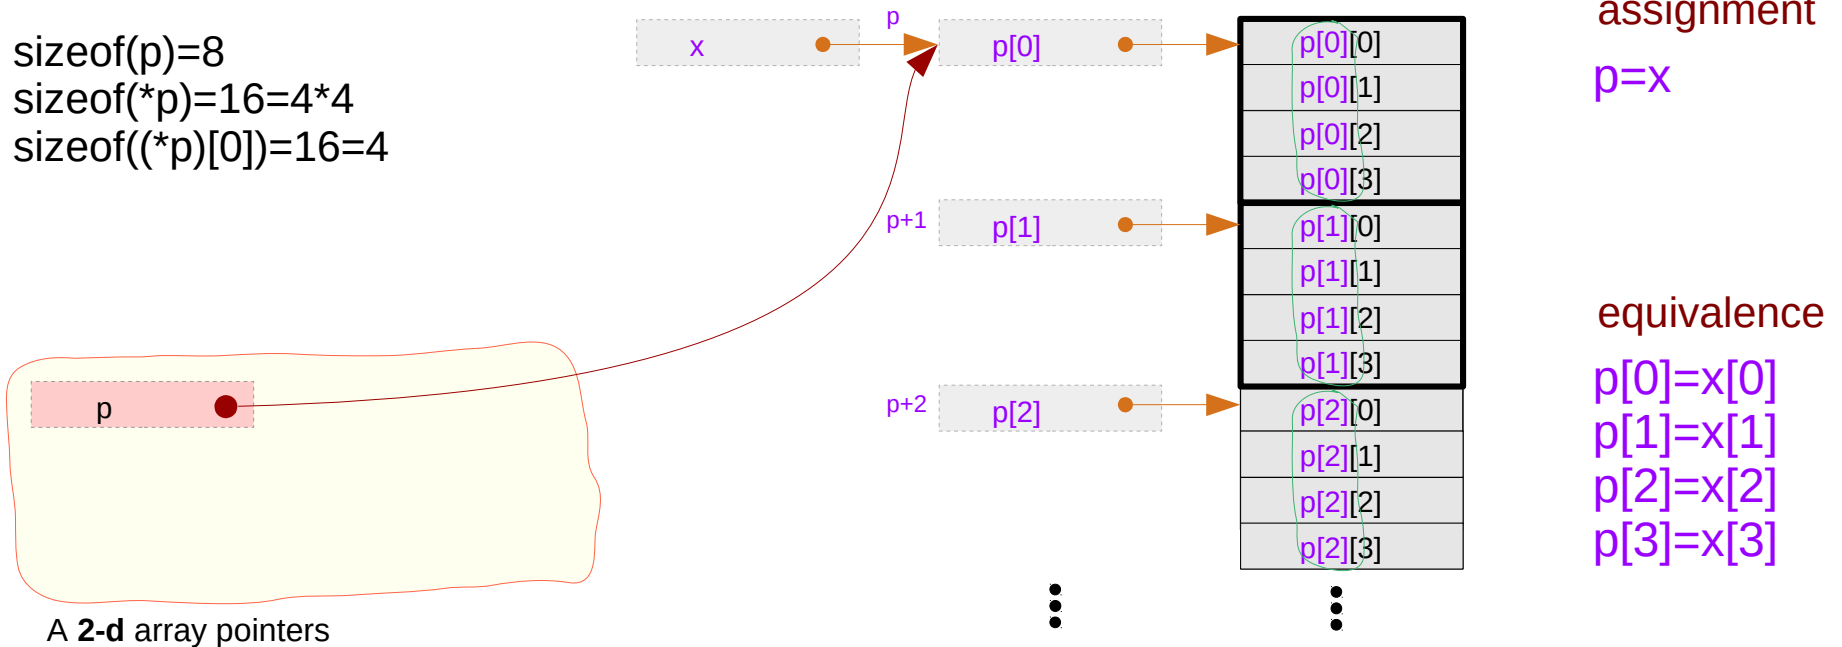 sizeof(p)=8
sizeof(*p)=16=4*4
sizeof((*p)[0])=16=4
p
A 2-d array pointers
x
p
p[0]
p+1
p[1]
p+2
p[2]
p[0][0]
p[0][1]
p[0][2]
p[0][3]
p[1][0]
p[1][1]
p[1][2]
p[1][3]
p[2][0]
p[2][1]
p[2][2]
p[2][3]
assignment
p=x
equivalence
p[0]=x[0]
p[1]=x[1]
p[2]=x[2]
p[3]=x[3]